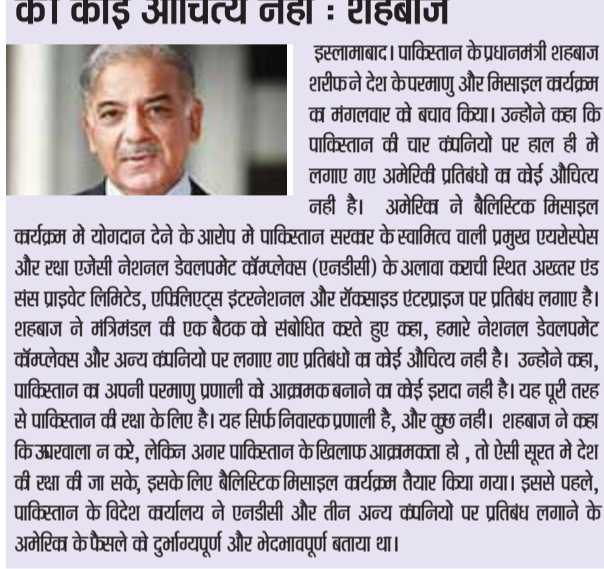 को कोई औचित्य नहीं : शहबाज
इस्लामाबाद। पाकिस्तान के प्रधानमंत्री शहबाज
शरीफ ने देश के परमाणु और मिसाइल कार्यक्रम
का मंगलवार को बचाव किया। उन्होंने कहा कि
पाकिस्तान की चार कंपनियों पर हाल ही में
लगाए गए अमेरिकी प्रतिबंधों का कोई औचित्य
नही है। अमेरिका ने बैलिस्टिक मिसाइल
कार्यक्रम में योगदान देने के आरोप में पाकिस्तान सरकार के स्वामित्व वाली प्रमुख एयरोस्पेस
और रक्षा एजेंसी नेशनल डेवलपमेंट कॉम्प्लेक्स (एनडीसी) के अलावा कराची स्थित अख्तर एंड
संस प्राइवेट लिमिटेड, एफिलिएट्स इंटरनेशनल और रॉकसाइड एंटरप्राइज पर प्रतिबंध लगाए है।
शहबाज ने मंत्रिमंडल की एक बैठक को संबोधित करते हुए कहा, हमारे नेशनल डेवलपमेंट
कॉम्प्लेक्स और अन्य कंपनियों पर लगाए गए प्रतिबंधों का कोई औचित्य नही है। उन्होंने कहा,
पाकिस्तान का अपनी परमाणु प्रणाली को आक्रामक बनाने का कोई इरादा नही है। यह पूरी तरह
से पाकिस्तान की रक्षा के लिए है। यह सिर्फ निवारक प्रणाली है, और कुछ नही। शहबाज ने कहा
कि ऊपरवाला न करे, लेकिन अगर पाकिस्तान के खिलाफ आक्रामकता हो , तो ऐसी सूरत में देश
की रक्षा की जा सके, इसके लिए बैलिस्टिक मिसाइल कार्यक्रम तैयार किया गया। इससे पहले,
पाकिस्तान के विदेश कार्यालय ने एनडीसी और तीन अन्य कंपनियों पर प्रतिबंध लगाने के
अमेरिका के फैसले को दुर्भाग्यपूर्ण और भेदभावपूर्ण बताया था।